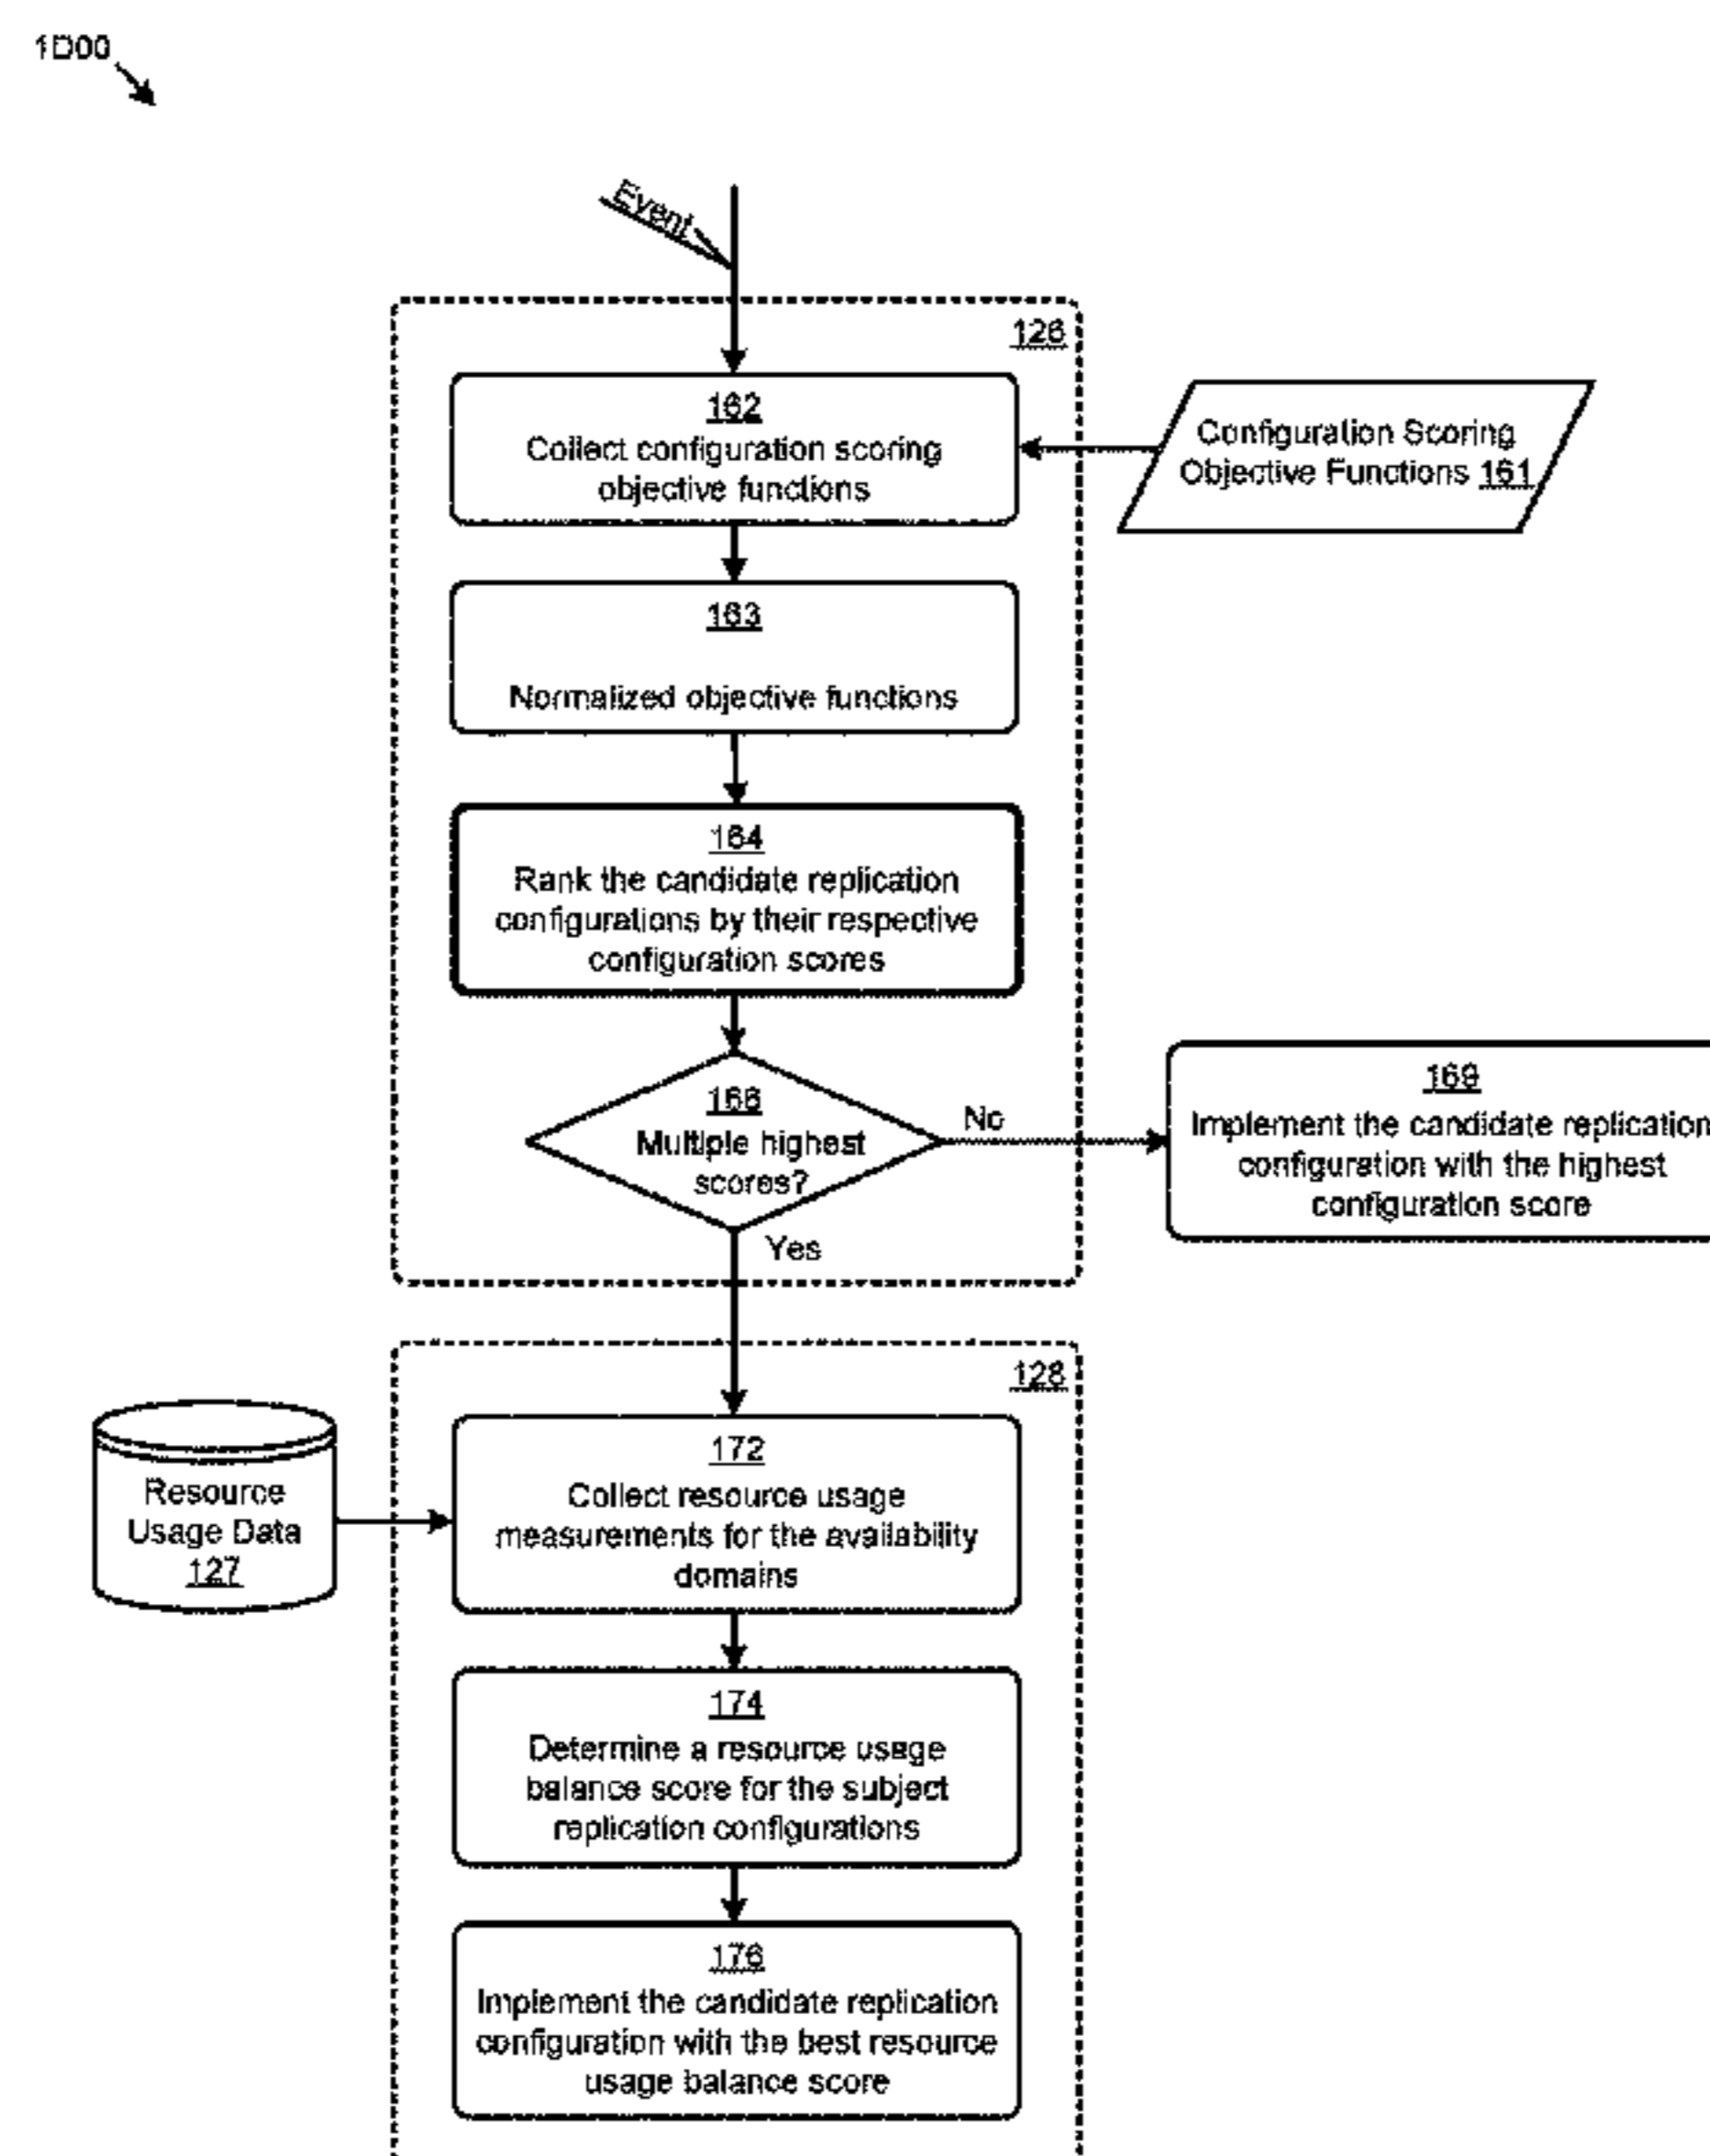 1D00
Event
126
162
Collect configuration scoring
objective functions
Configuration Scoring
Objective Functions 161
163
Normalized objective functions
164
Rank the candidate replication
configurations by their respective
configuration scores
166
Multiple highest
scores?
No
Yes
169
Implement the candidate replication
configuration with the highest
configuration score
128
Resource
Usage Data
127
172
Collect resource usage
measurements for the availability
domains
174
Determine a resource usage
balance score for the subject
replication configurations
176
Implement the candidate replication
configuration with the best resource
usage balance score